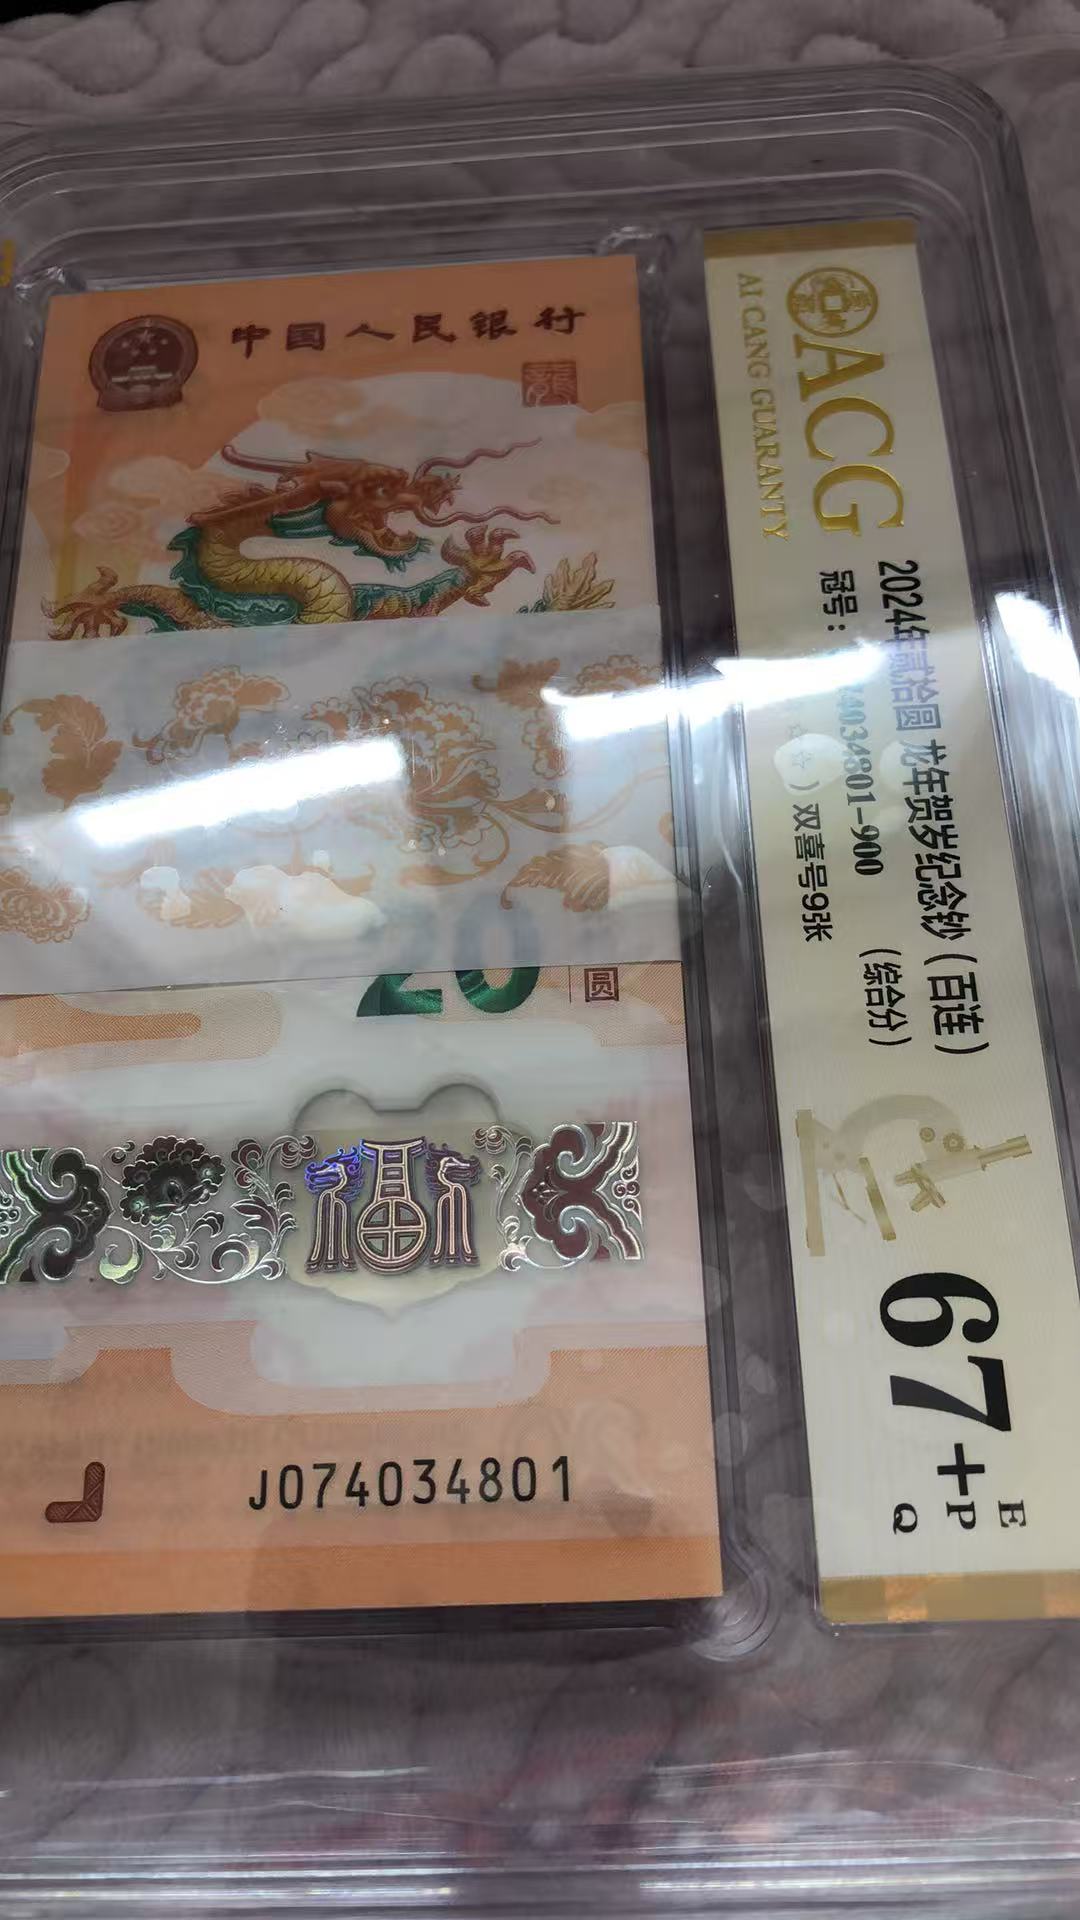 中国人民银行
龍
20
圆
福
J074034801
ACG
AI CANG GUARANTY
2024年贰拾圆 龙年贺岁纪念钞（百连）
冠号： 4034801-900 （综合分）
☆）双喜号9张
67+
E
P
Q